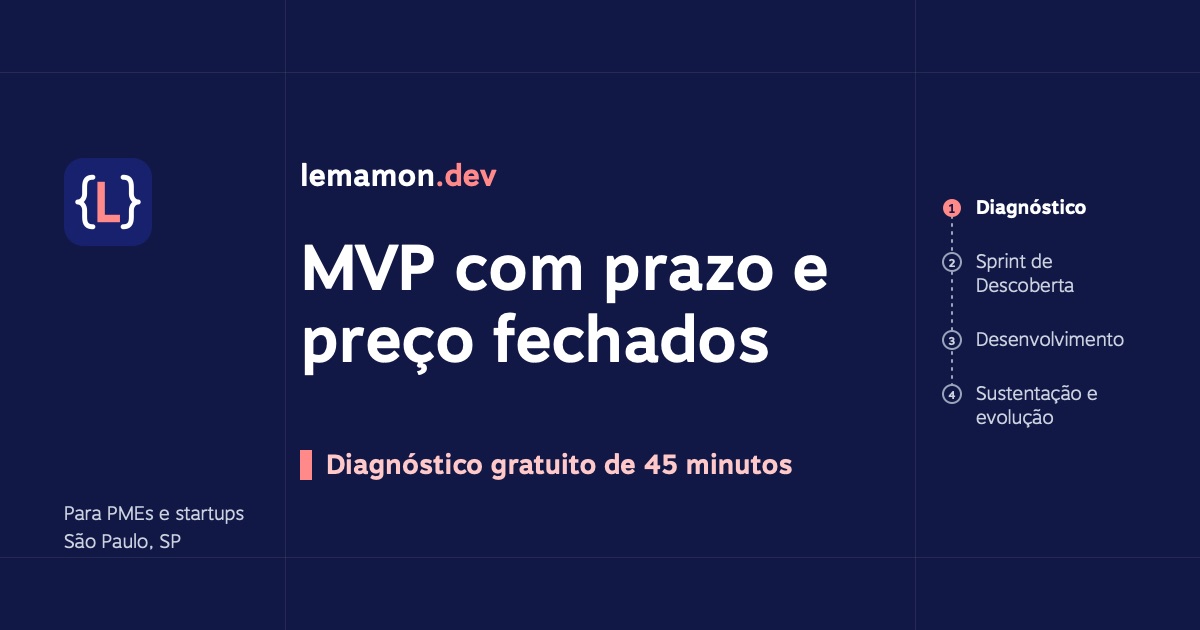 {L}
Para PMEs e startups
São Paulo, SP
lemamon.dev
MVP com prazo e
preço fechados
Diagnóstico gratuito de 45 minutos
1 Diagnóstico
2 Sprint de
Descoberta
3 Desenvolvimento
4 Sustentação e
evolução